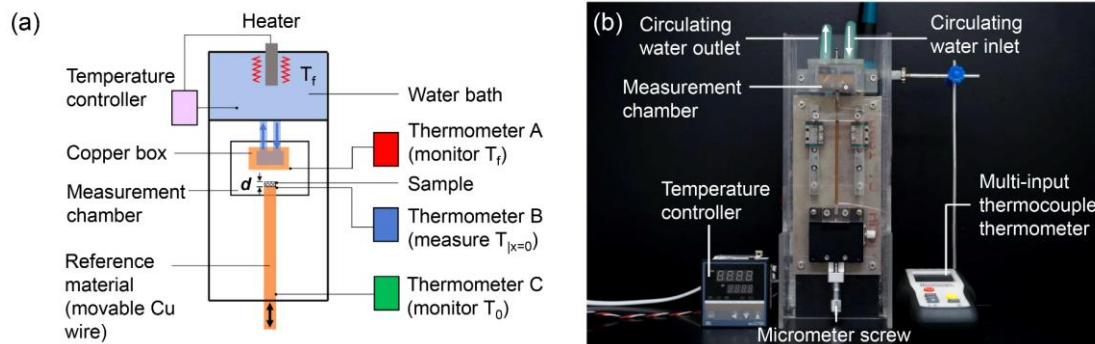 (a)
Heater
T_f
Temperature
controller
Water bath
Thermometer A
(monitor T_f)
Copper box
d
Sample
Measurement
chamber
Thermometer B
(measure T_|x=0)
Reference
material
(movable Cu
wire)
Thermometer C
(monitor T_0)
(b)
Circulating
water outlet
Circulating
water inlet
Measurement
chamber
Temperature
controller
Multi-input
thermocouple
thermometer
Micrometer screw